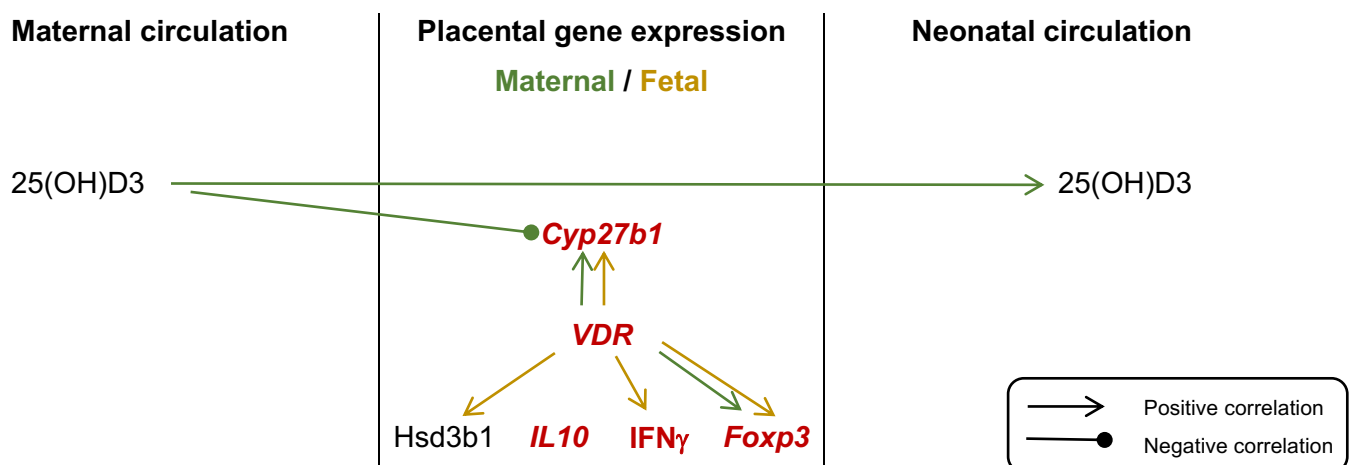 Maternal circulation Placental gene expression Neonatal circulation
Maternal / Fetal
25(OH)D3 25(OH)D3
Cyp27b1
VDR
Hsd3b1 IL10 IFNγ Foxp3
Positive correlation
Negative correlation